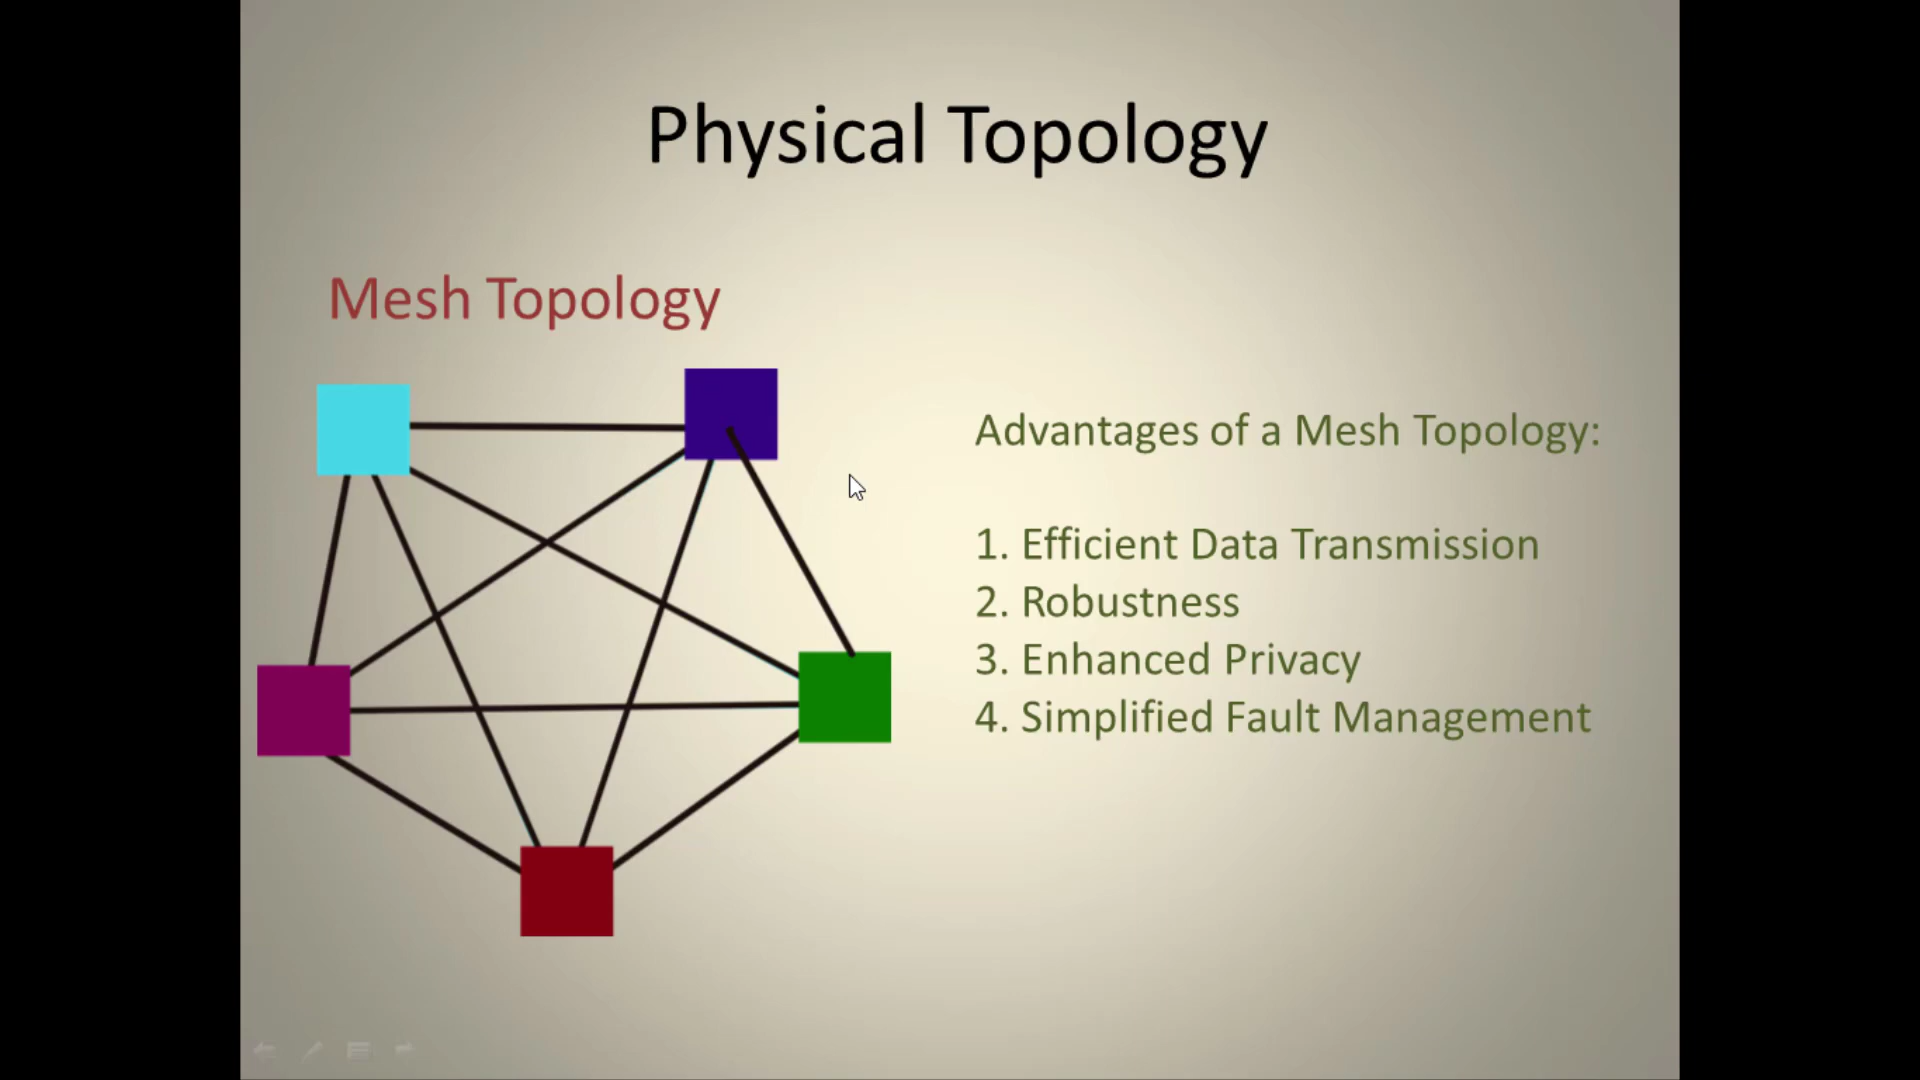 Physical Topology
Mesh Topology
Advantages of a Mesh Topology:
1. Efficient Data Transmission
2. Robustness
3. Enhanced Privacy
4. Simplified Fault Management